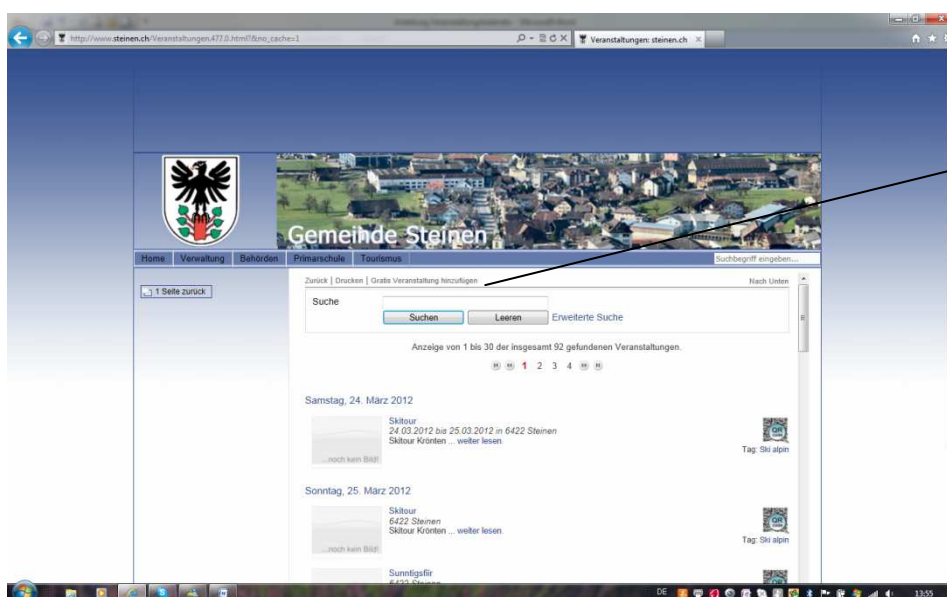 http://www.steinen.ch/Veranstaltungen.477.0.html?&no_cache=1
Veranstaltungen: steinen.ch
Gemeinde Steinen
Home Verwaltung Behörden Primarschule Tourismus
Suchbegriff eingeben...
1 Seite zurück
Zurück | Drucken | Gratis Veranstaltung hinzufügen
Nach Unten
Suche
Suchen Leeren Erweiterte Suche
Anzeige von 1 bis 30 der insgesamt 92 gefundenen Veranstaltungen.
1 2 3 4
Samstag, 24. März 2012
Skitour
24.03.2012 bis 25.03.2012 in 6422 Steinen
Skitour Krönten ... weiter lesen
...noch kein Bild!
Tag: Ski alpin
Sonntag, 25. März 2012
Skitour
6422 Steinen
Skitour Krönten ... weiter lesen
...noch kein Bild!
Tag: Ski alpin
Sunntigsfiir
6422 Steinen
DE
13:55